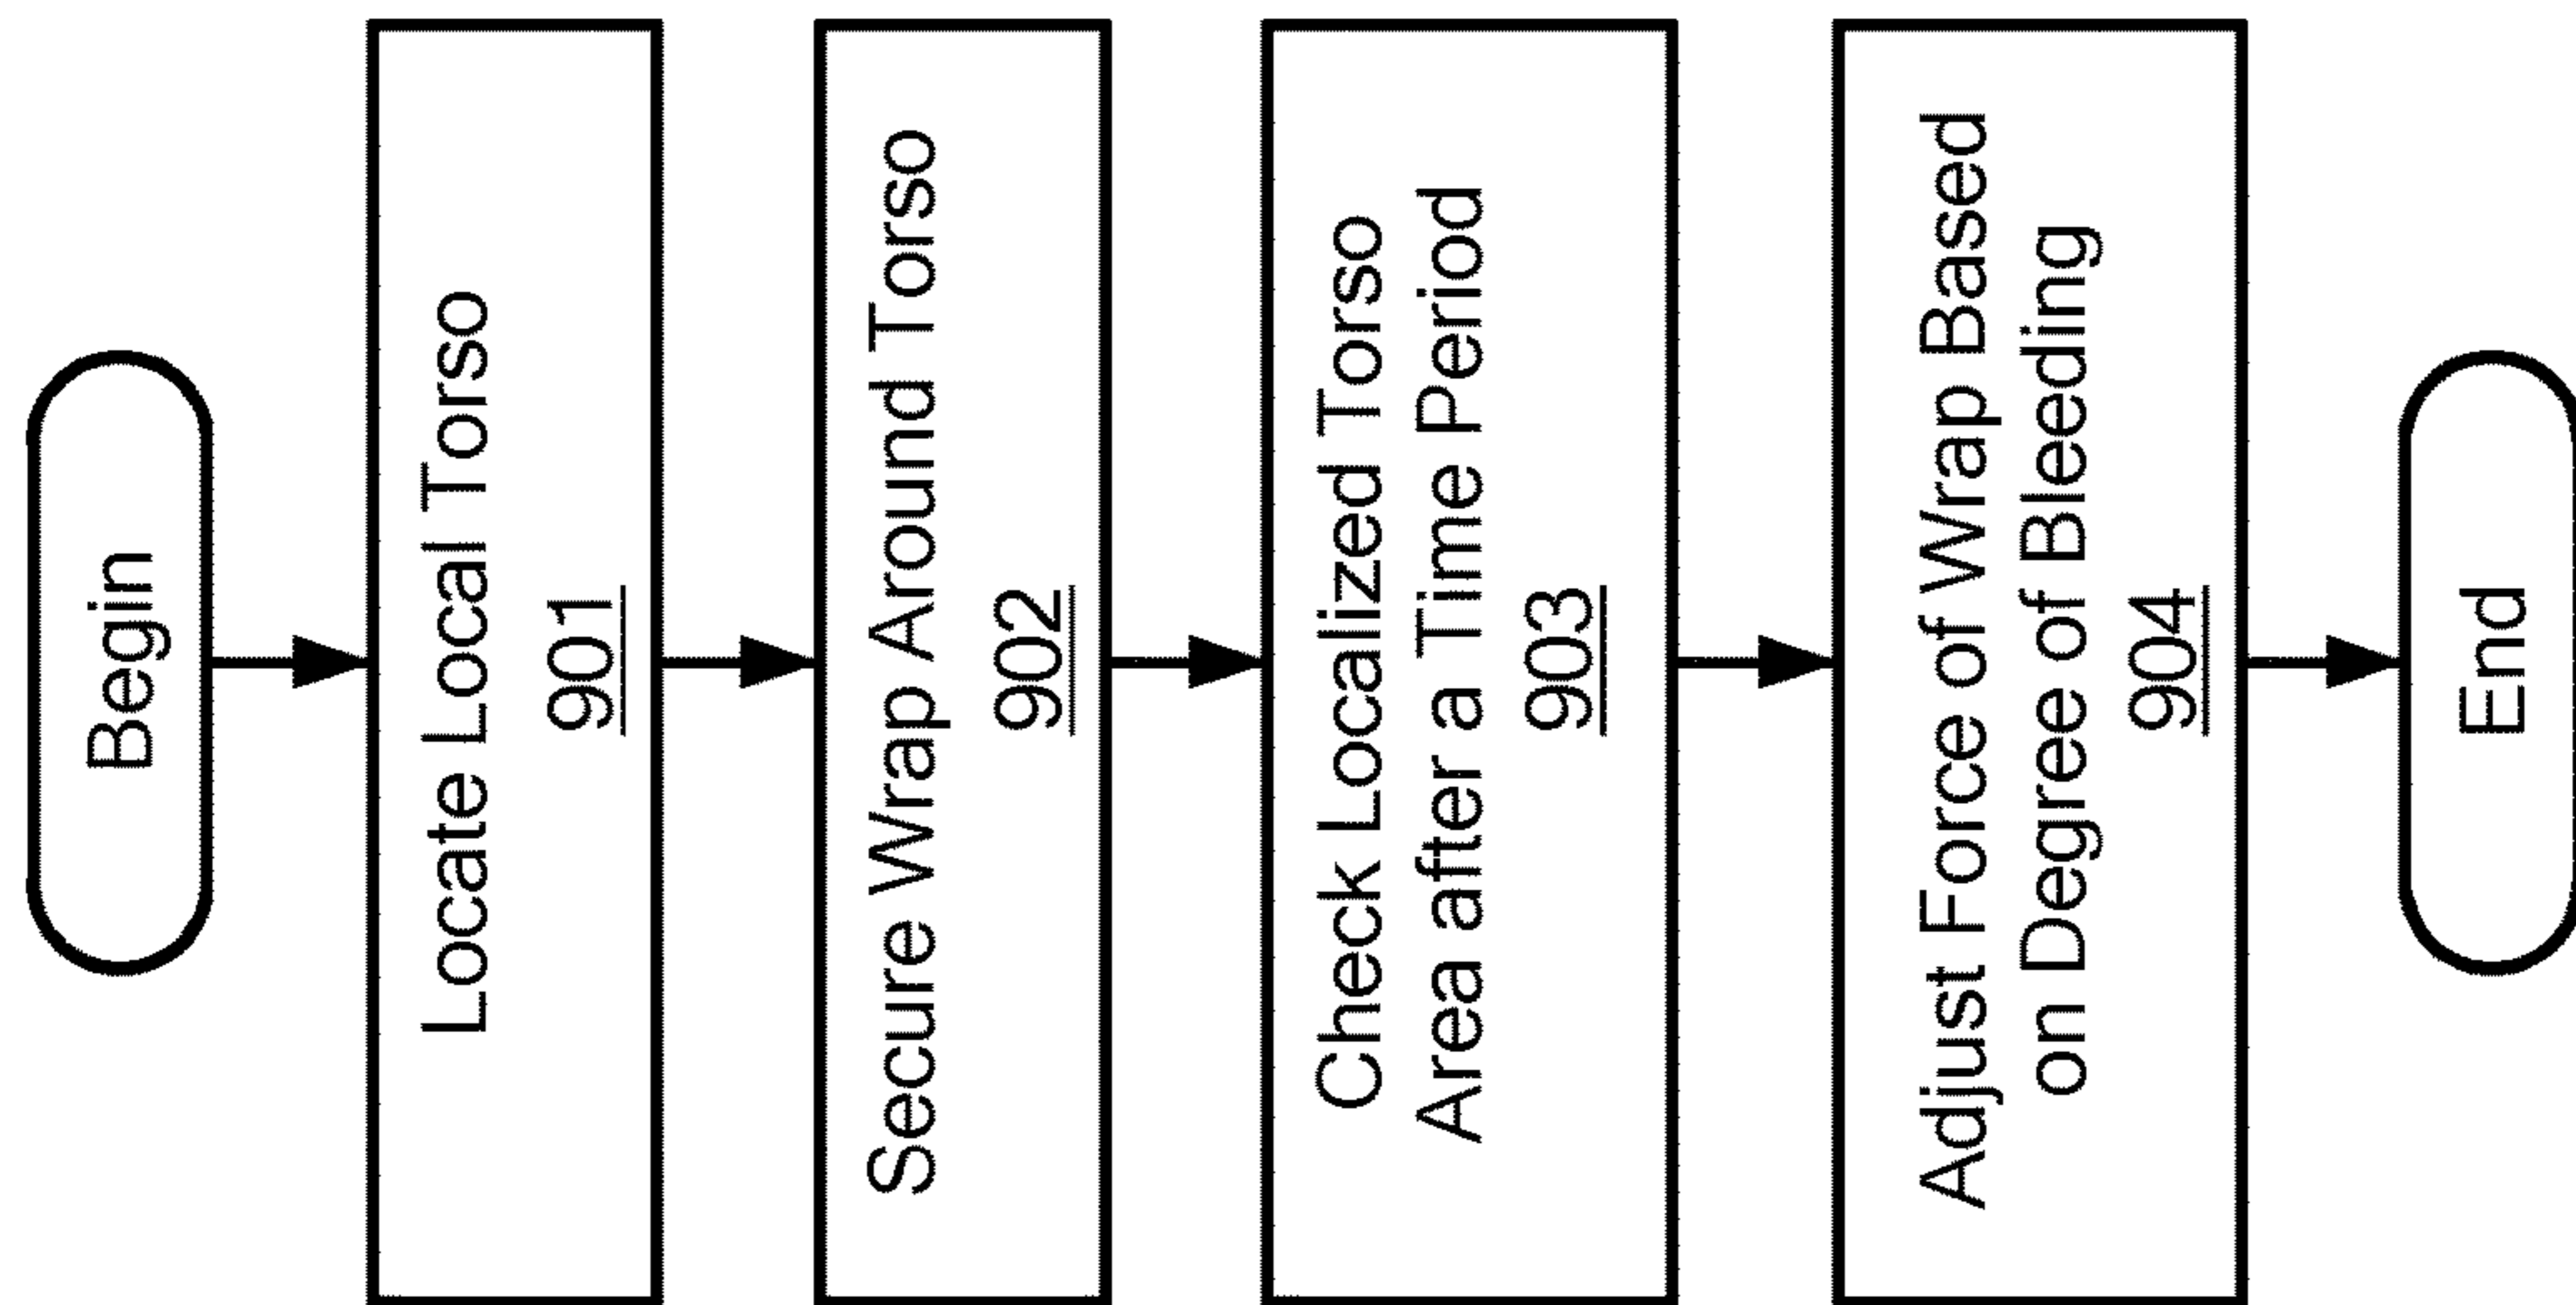 Begin
Locate Local Torso
901
Secure Wrap Around Torso
902
Check Localized Torso
Area after a Time Period
903
Adjust Force of Wrap Based
on Degree of Bleeding
904
End